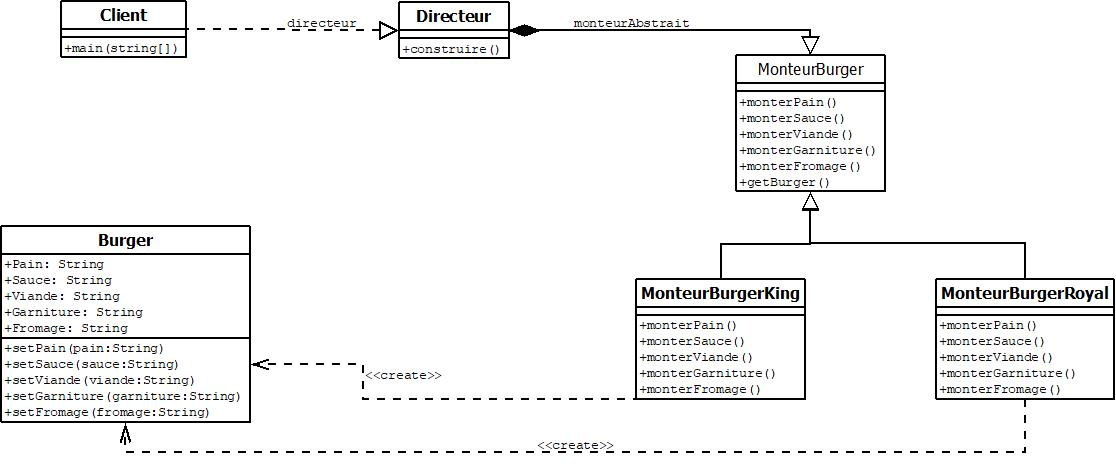 Client
+main(string[])
directeur
Directeur
+construire()
monteurAbstrait
MonteurBurger
+monterPain()
+monterSauce()
+monterViande()
+monterGarniture()
+monterFromage()
+getBurger()
Burger
+Pain: String
+Sauce: String
+Viande: String
+Garniture: String
+Fromage: String
+setPain(pain:String)
+setSauce(sauce:String)
+setViande(viande:String)
+setGarniture(garniture:String)
+setFromage(fromage:String)
<<create>>
MonteurBurgerKing
+monterPain()
+monterSauce()
+monterViande()
+monterGarniture()
+monterFromage()
MonteurBurgerRoyal
+monterPain()
+monterSauce()
+monterViande()
+monterGarniture()
+monterFromage()
<<create>>